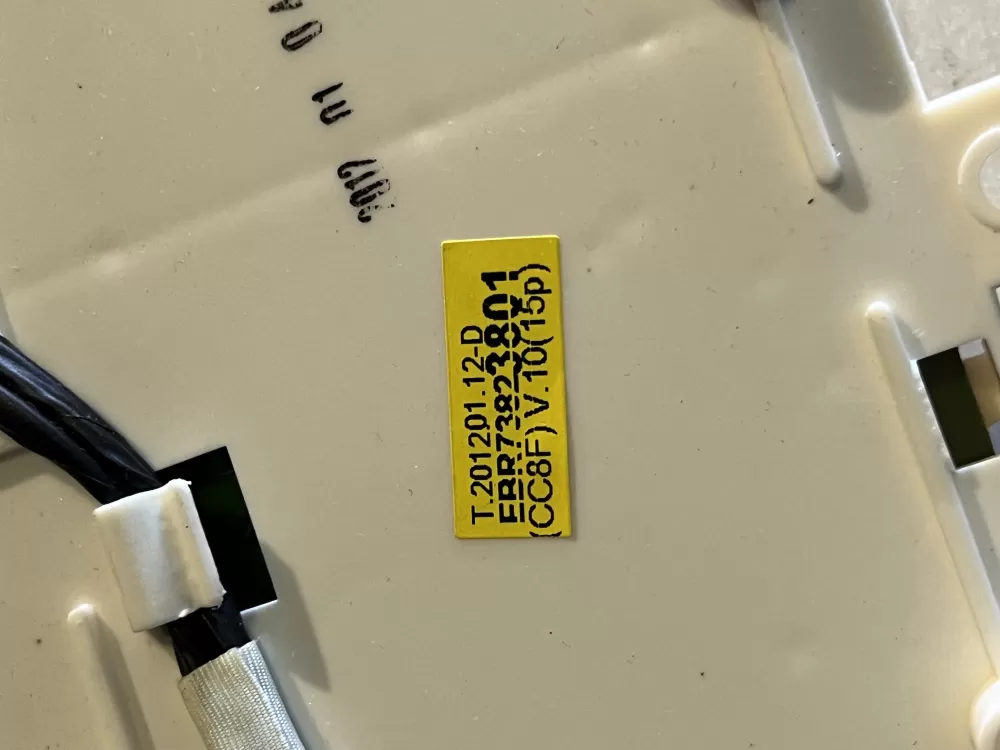 T.201201.12-D
EBR73823801
(CC8F) V.10(15p)